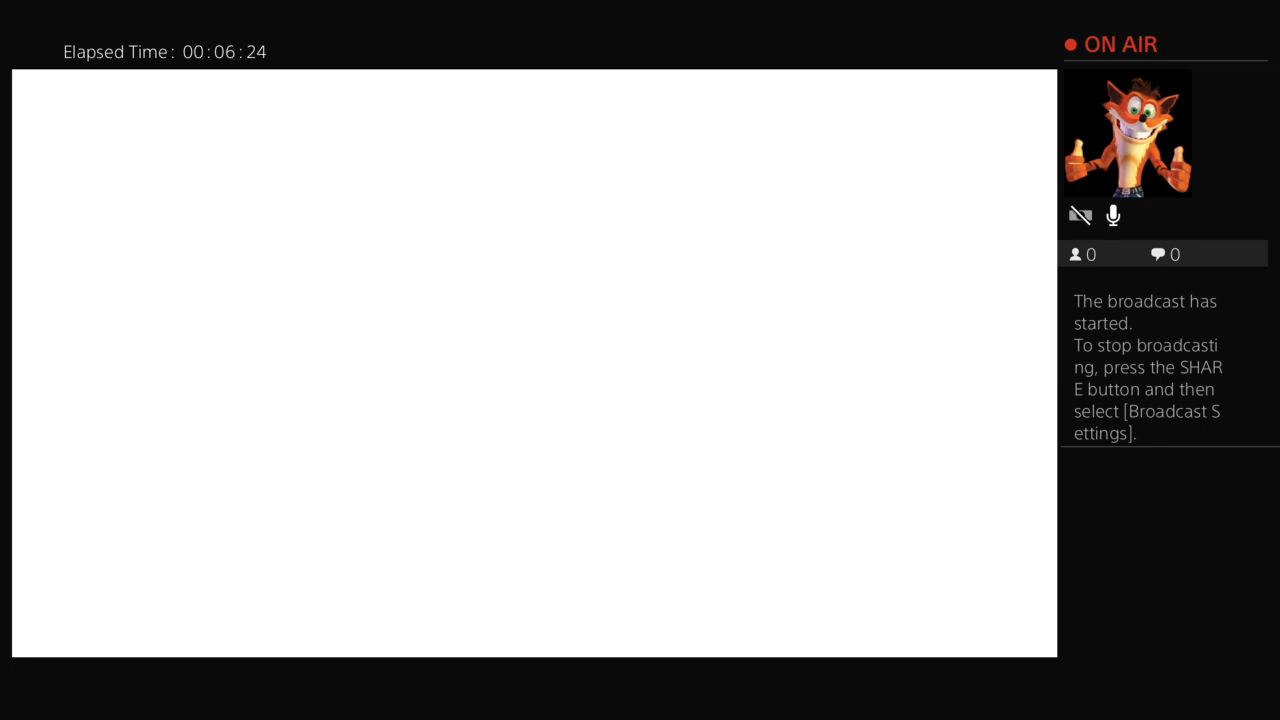 Elapsed Time: 00:06:24
ON AIR
0 0
The broadcast has
started.
To stop broadcasti
ng, press the SHAR
E button and then
select [Broadcast S
ettings].